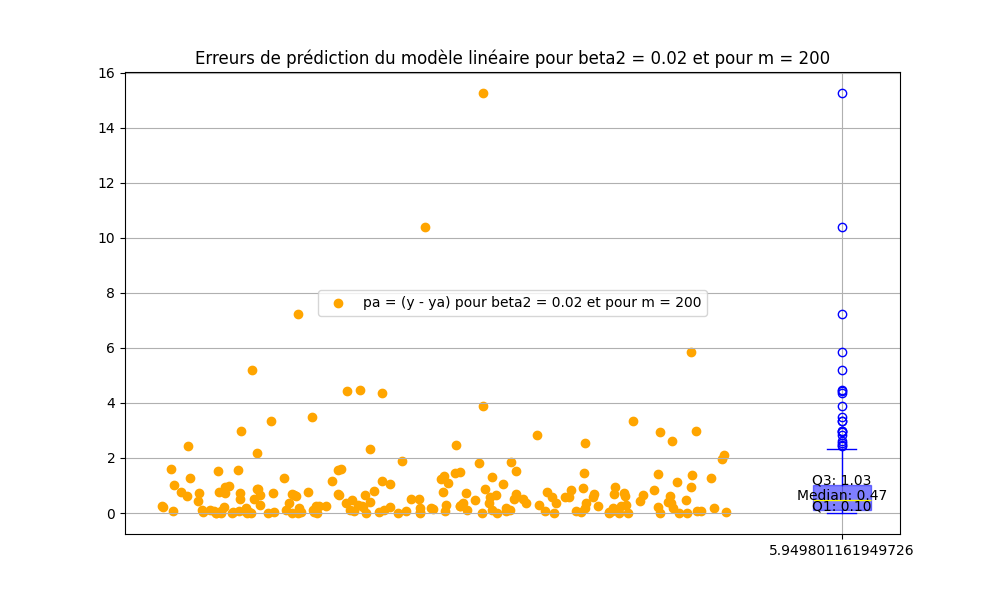 Erreurs de prédiction du modèle linéaire pour beta2 = 0.02 et pour m = 200
16
14
12
10
8
6
4
2
0
pa = (y - ya) pour beta2 = 0.02 et pour m = 200
Q3: 1.03
Median: 0.47
Q1: 0.10
5.949801161949726